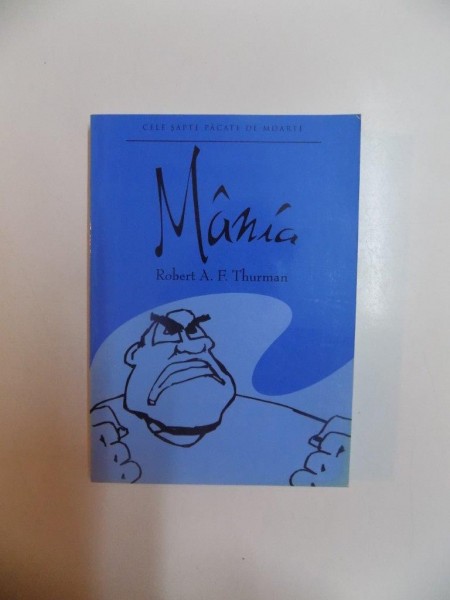 CELE ȘAPTE PĂCATE DE MOARTE
Mânia
Robert A. F. Thurman